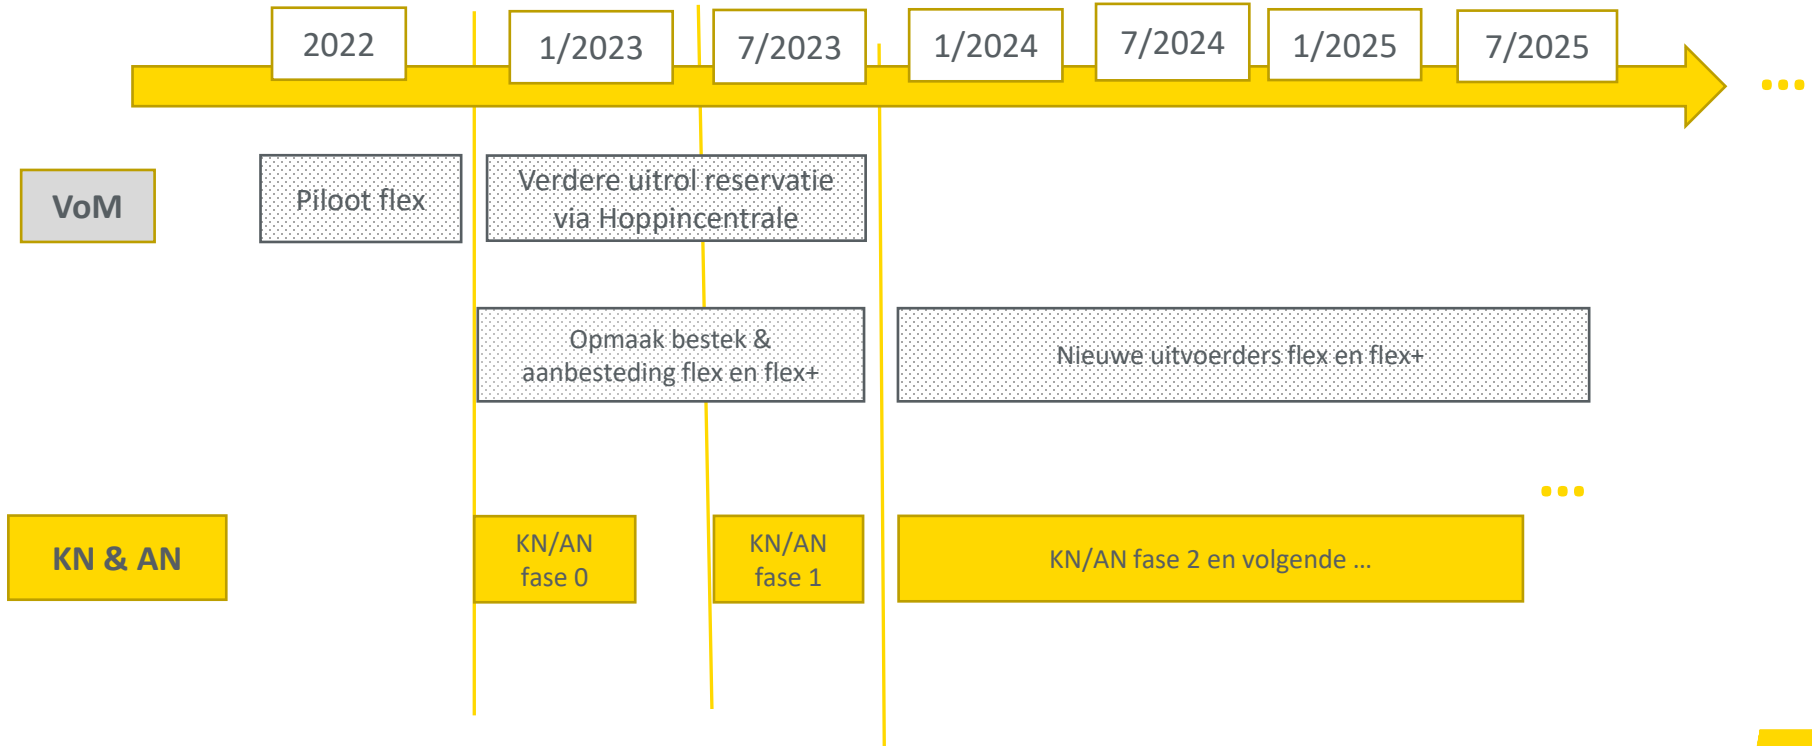 2022
1/2023
7/2023
1/2024
7/2024
1/2025
7/2025
...
VoM
Piloot flex
Verdere uitrol reservatie
via Hoppincentrale
Opmaak bestek &
aanbesteding flex en flex+
Nieuwe uitvoerders flex en flex+
...
KN & AN
KN/AN
fase 0
KN/AN
fase 1
KN/AN fase 2 en volgende ...